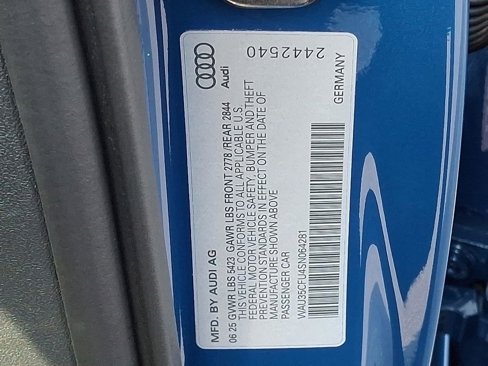 Audi
2442540
MFD. BY AUDI AG
06 25 GVWR LBS 5423 GAWR LBS FRONT 2778 /REAR 2844
THIS VEHICLE CONFORMS TO ALL APPLICABLE U.S.
FEDERAL MOTOR VEHICLE SAFETY, BUMPER AND THEFT
PREVENTION STANDARDS IN EFFECT ON THE DATE OF
MANUFACTURE SHOWN ABOVE
PASSENGER CAR
WAU35CFU4SN064281
GERMANY